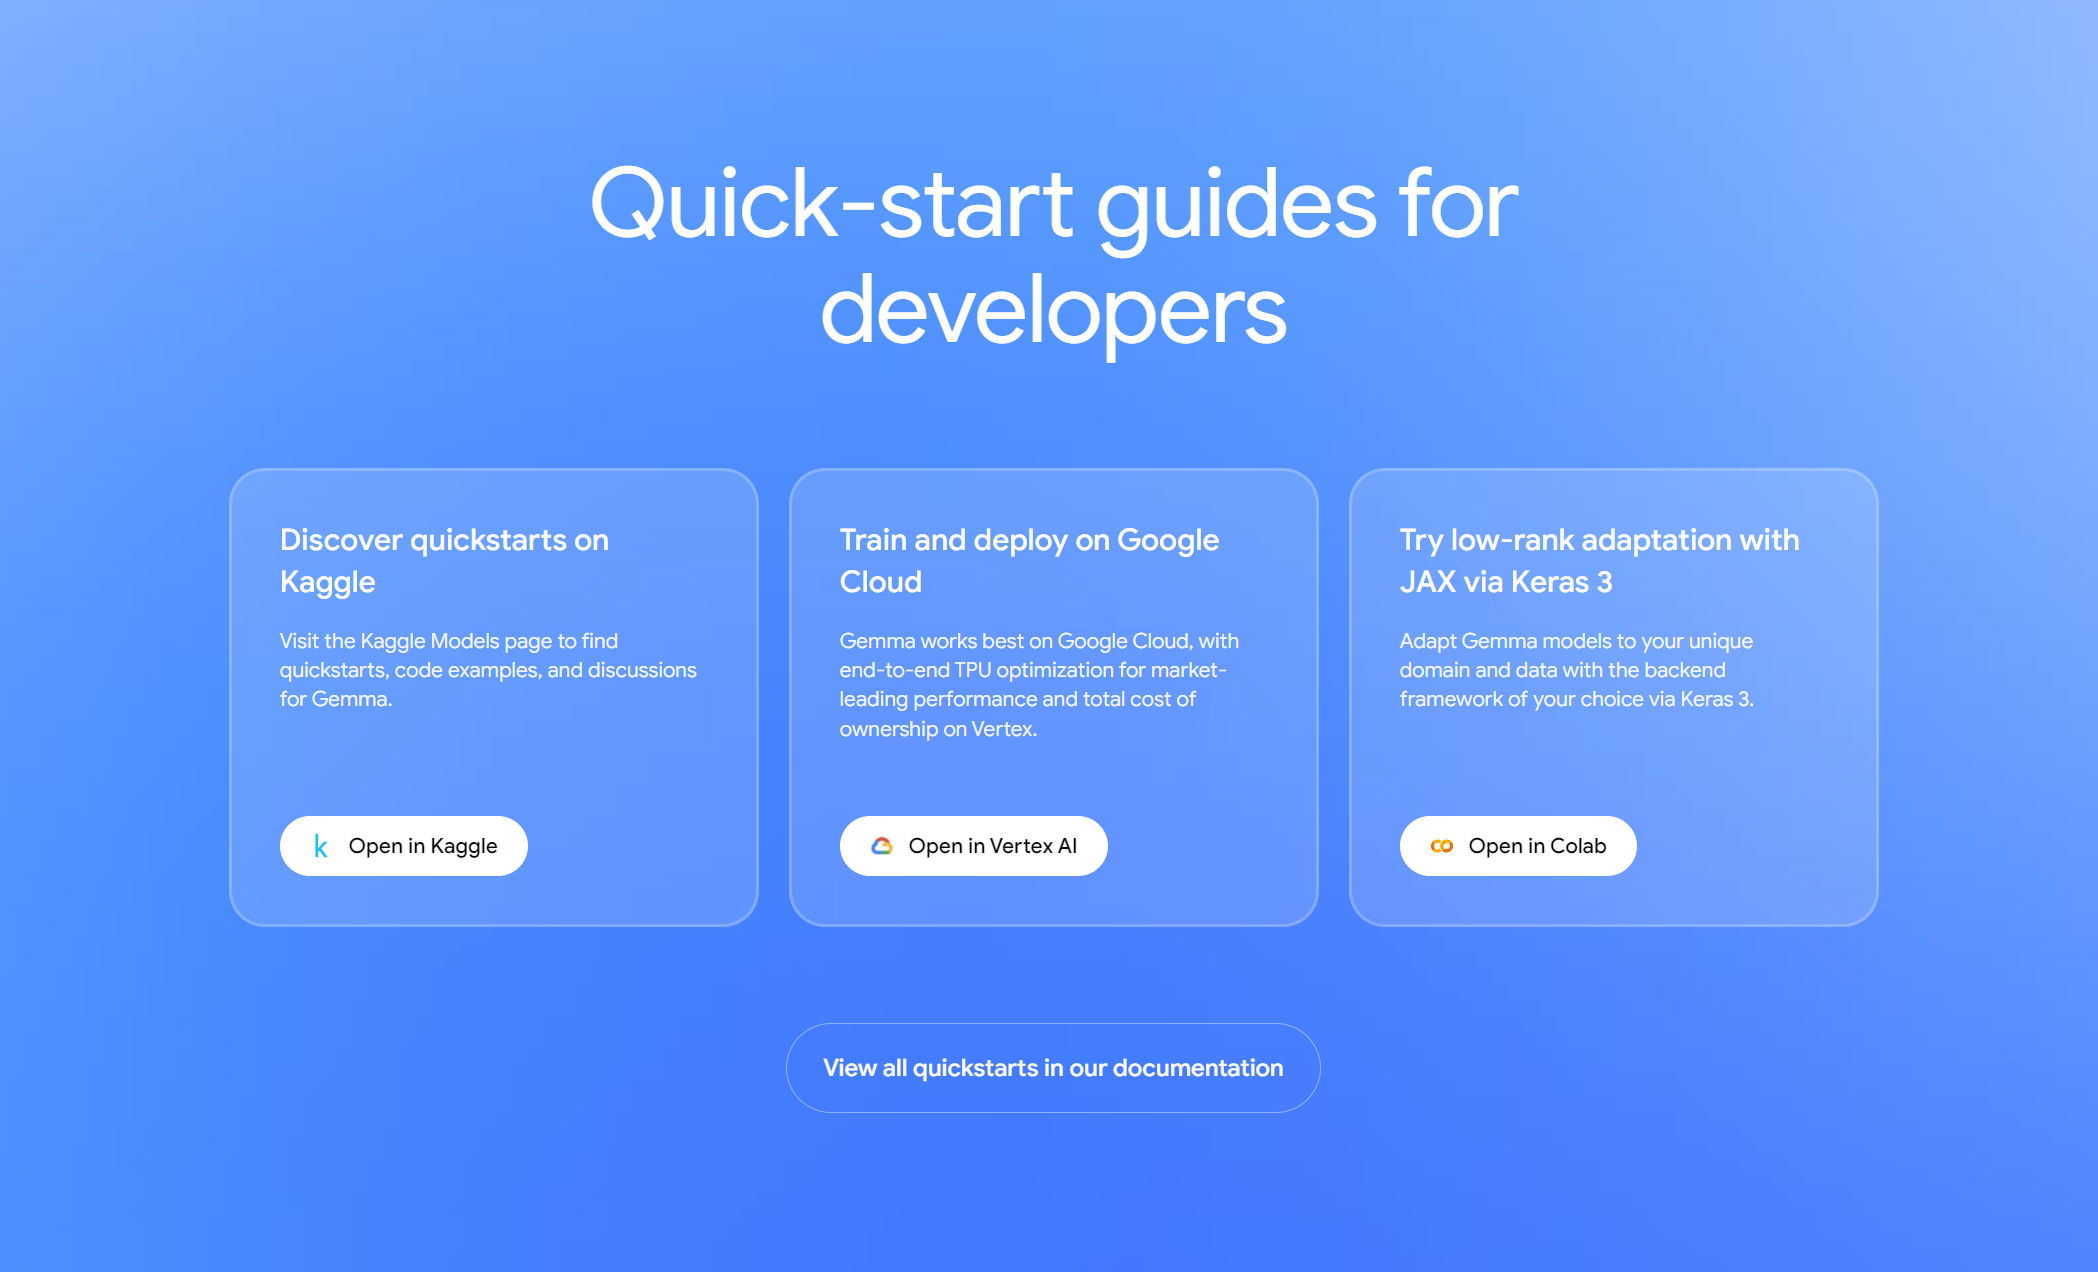 Quick-start guides for
developers
Discover quickstarts on
Kaggle
Visit the Kaggle Models page to find
quickstarts, code examples, and discussions
for Gemma.
Open in Kaggle
Train and deploy on Google
Cloud
Gemma works best on Google Cloud, with
end-to-end TPU optimization for market-
leading performance and total cost of
ownership on Vertex.
Open in Vertex AI
Try low-rank adaptation with
JAX via Keras 3
Adapt Gemma models to your unique
domain and data with the backend
framework of your choice via Keras 3.
Open in Colab
View all quickstarts in our documentation